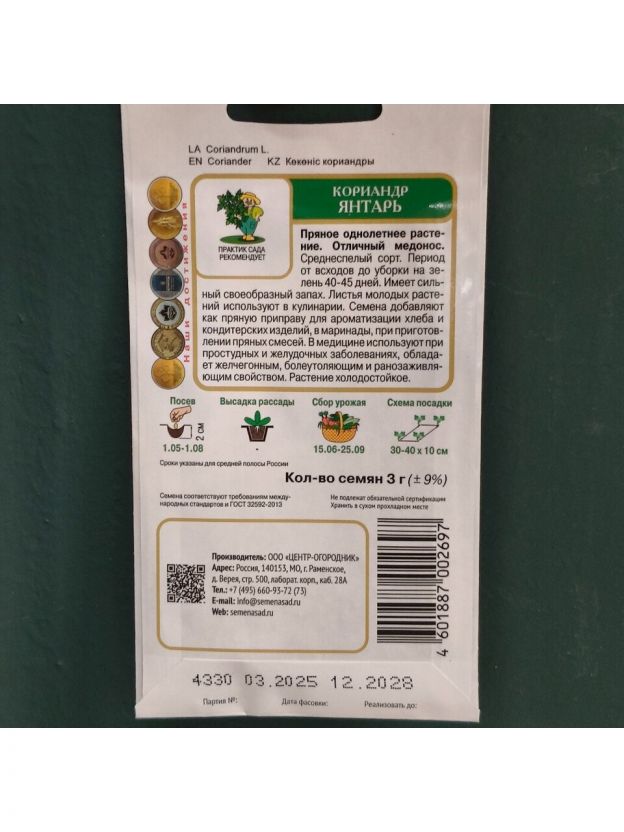 LA Coriandrum L.
EN Coriander KZ Көкөніс кориандры
Наши достижения
ПРАКТИК САДА
РЕКОМЕНДУЕТ
КОРИАНДР
ЯНТАРЬ
Пряное однолетнее расте-
ние. Отличный медонос.
Среднеспелый сорт. Период
от всходов до уборки на зе-
лень 40-45 дней. Имеет силь-
ный своеобразный запах. Листья молодых расте-
ний используют в кулинарии. Семена добавляют
как пряную приправу для ароматизации хлеба и
кондитерских изделий, в маринады, при приготов-
лении пряных смесей. В медицине используют при
простудных и желудочных заболеваниях, облада-
ет желчегонным, болеутоляющим и ранозаживля-
ющим свойством. Растение холодостойкое.
Посев
2 см
1.05-1.08
Высадка рассады
-
Сбор урожая
15.06-25.09
Схема посадки
30-40 x 10 см
Сроки указаны для средней полосы России
Кол-во семян 3 г (± 9%)
Семена соответствуют требованиям между-
народных стандартов и ГОСТ 32592-2013
Не подлежат обязательной сертификации
Хранить в сухом прохладном месте
Производитель: ООО «ЦЕНТР-ОГОРОДНИК»
Адрес: Россия, 140153, МО, г. Раменское,
д. Верея, стр. 500, лаборат. корп., каб. 28А
Тел.: +7 (495) 660-93-72 (73)
E-mail: info@semenasad.ru
Web: semenasad.ru
4 601887 002697
4330 03.2025 12.2028
Партия №: Дата фасовки: Реализовать до: